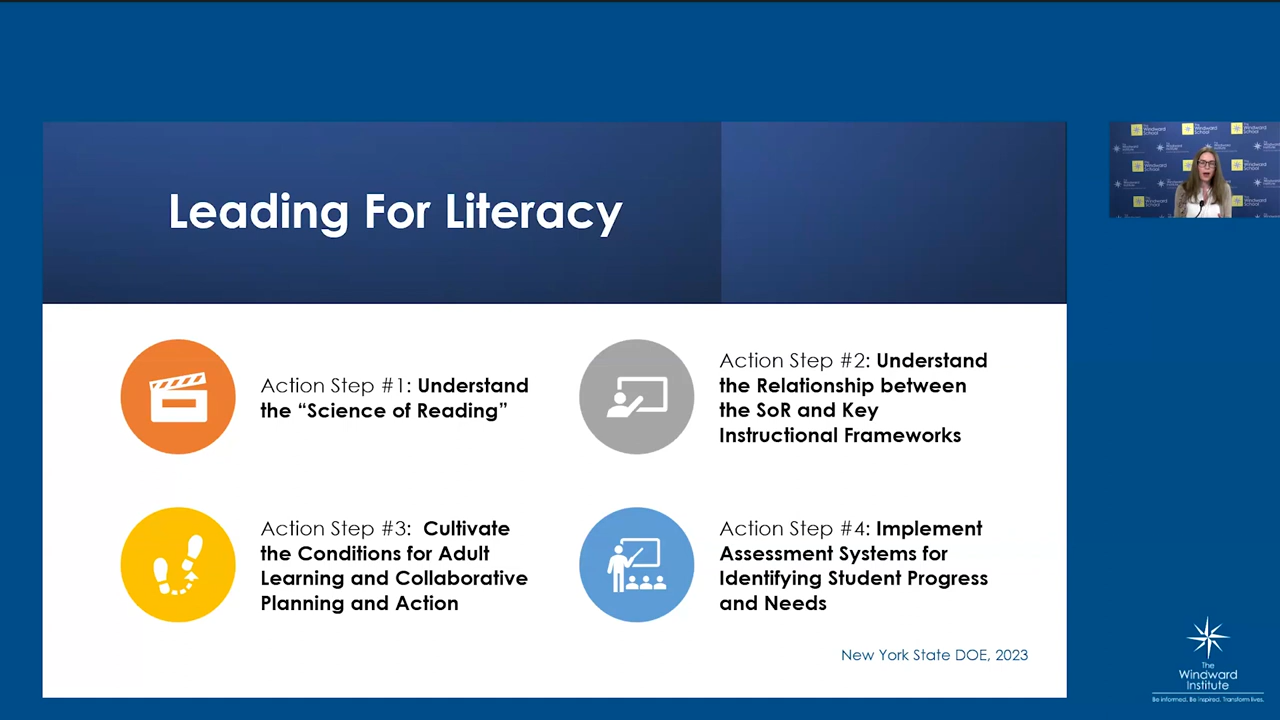 Leading For Literacy
Action Step #1: Understand
the “Science of Reading”
Action Step #2: Understand
the Relationship between
the SoR and Key
Instructional Frameworks
Action Step #3: Cultivate
the Conditions for Adult
Learning and Collaborative
Planning and Action
Action Step #4: Implement
Assessment Systems for
Identifying Student Progress
and Needs
New York State DOE, 2023
The
Windward
School
The
Windward
Institute
Be informed. Be inspired. Transform lives.